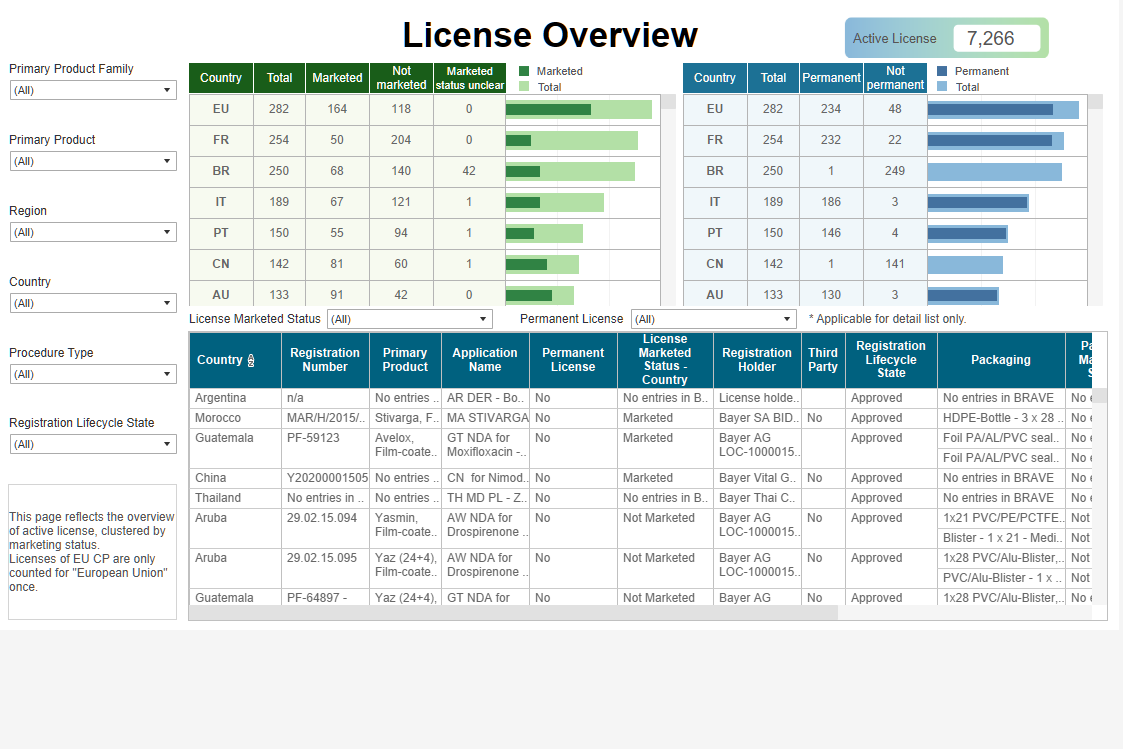 License Overview
Active License 7,266
Primary Product Family
(All)
Primary Product
(All)
Region
(All)
Country
(All)
Procedure Type
(All)
Registration Lifecycle State
(All)
This page reflects the overview
of active license, clustered by
marketing status.
Licenses of EU CP are only
counted for "European Union"
once.
Country Total Marketed Not marketed Marketed status unclear
Marketed
Total
EU 282 164 118 0
FR 254 50 204 0
BR 250 68 140 42
IT 189 67 121 1
PT 150 55 94 1
CN 142 81 60 1
AU 133 91 42 0
Country Total Permanent Not permanent
Permanent
Total
EU 282 234 48
FR 254 232 22
BR 250 1 249
IT 189 186 3
PT 150 146 4
CN 142 1 141
AU 133 130 3
License Marketed Status (All) Permanent License (All) * Applicable for detail list only.
Country Registration Number Primary Product Application Name Permanent License License Marketed Status - Country Registration Holder Third Party Registration Lifecycle State Packaging
Argentina n/a No entries .. AR DER - Bo.. No No entries in B.. License holde.. Approved No entries in BRAVE
Morocco MAR/H/2015/.. Stivarga, F.. MA STIVARGA No Marketed Bayer SA BID.. No Approved HDPE-Bottle - 3 x 28 ..
Guatemala PF-59123 Avelox, GT NDA for No Marketed Bayer AG No Approved Foil PA/AL/PVC seal..
Film-coate.. Moxifloxacin -.. LOC-1000015..
Foil PA/AL/PVC seal..
China Y20200001505 No entries .. CN for Nimod.. No Marketed Bayer Vital G.. No Approved No entries in BRAVE
Thailand No entries in .. No entries .. TH MD PL - Z.. No No entries in B.. Bayer Thai C.. Approved No entries in BRAVE
Aruba 29.02.15.094 Yasmin, AW NDA for No Not Marketed Bayer AG No Approved 1x21 PVC/PE/PCTFE.. Not
Film-coate.. Drospirenone .. LOC-1000015..
Blister - 1 x 21 - Medi.. Not
Aruba 29.02.15.095 Yaz (24+4), AW NDA for No Not Marketed Bayer AG No Approved 1x28 PVC/Alu-Blister,.. Not
Film-coate.. Drospirenone .. LOC-1000015..
PVC/Alu-Blister - 1 x .. Not
Guatemala PF-64897 - Yaz (24+4), GT NDA for No Not Marketed Bayer AG No Approved 1x28 PVC/Alu-Blister,..